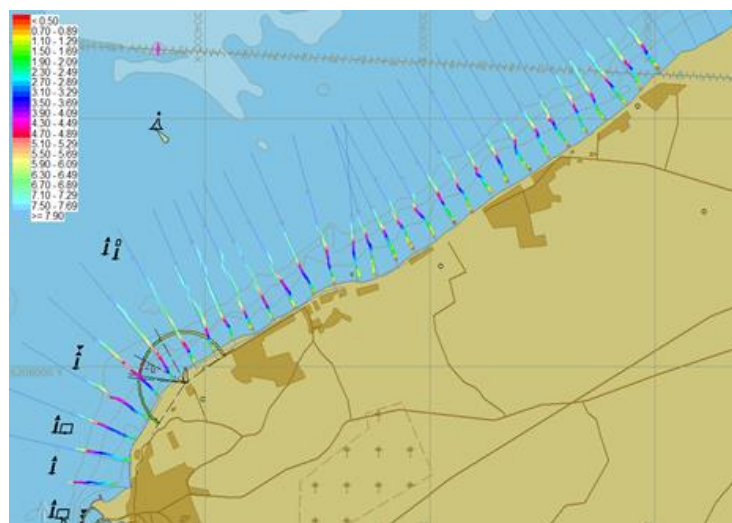 < 0.50
0.70 - 0.89
1.10 - 1.29
1.50 - 1.69
1.90 - 2.09
2.30 - 2.49
2.70 - 2.89
3.10 - 3.29
3.50 - 3.69
3.90 - 4.09
4.30 - 4.49
4.70 - 4.89
5.10 - 5.29
5.50 - 5.69
5.90 - 6.09
6.30 - 6.49
6.70 - 6.89
7.10 - 7.29
7.50 - 7.69
>= 7.90